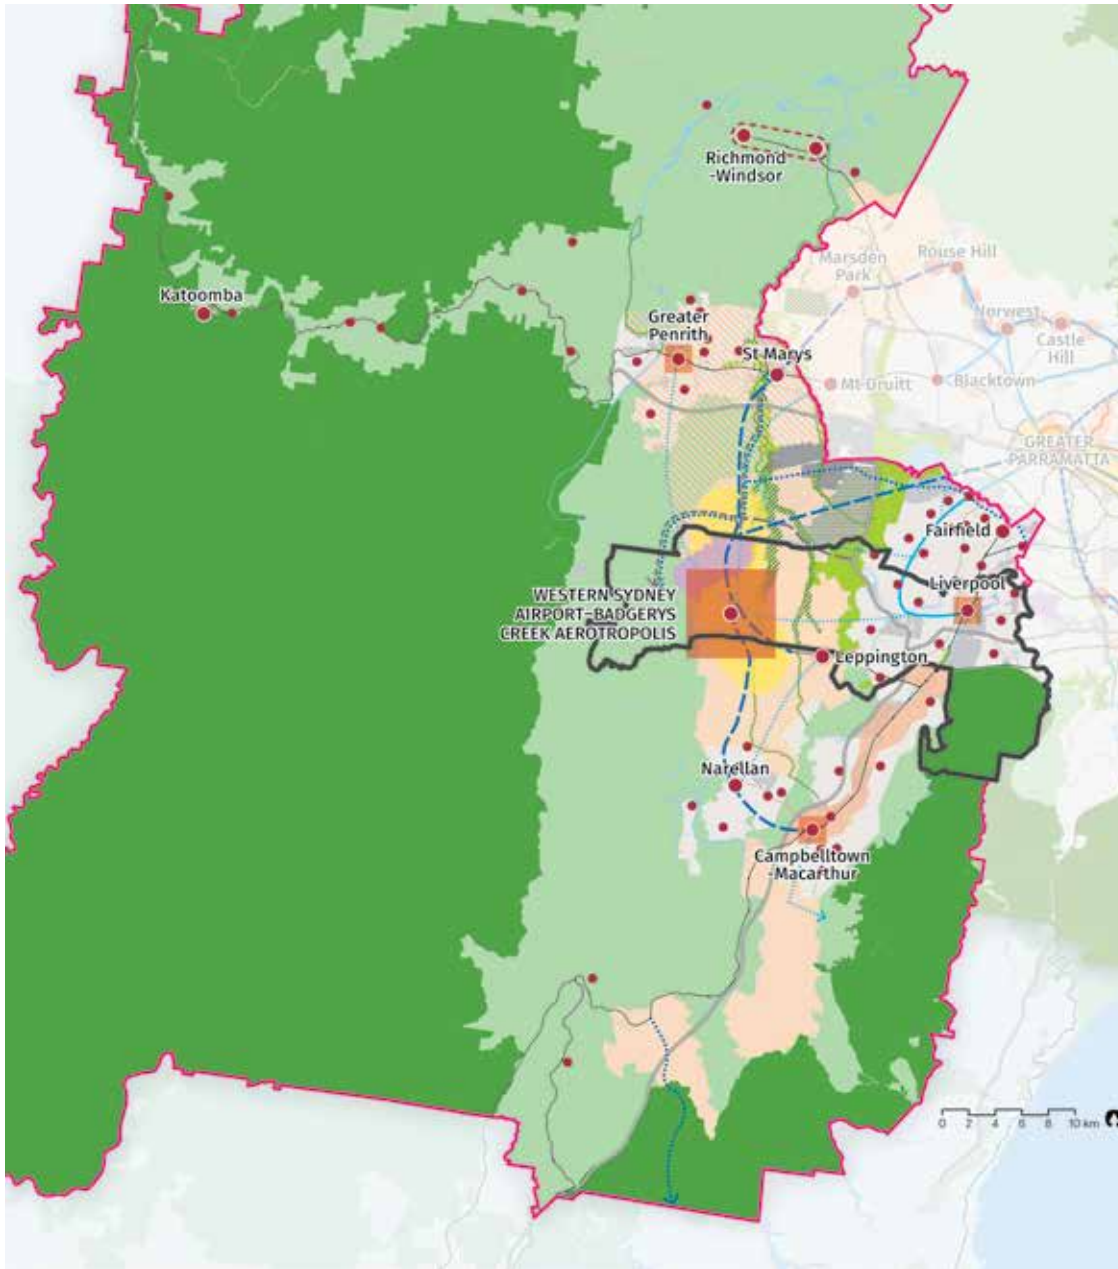 Richmond
-Windsor
Marsden
Park
Rouse Hill
Katoomba
Greater
Penrith
Norwest
Castle
Hill
St Marys
Mt Druitt
Blacktown
GREATER
PARRAMATTA
Fairfield
Liverpool
WESTERN SYDNEY
AIRPORT–BADGERYS
CREEK AEROTROPOLIS
Leppington
Narellan
Campbelltown
-Macarthur
0 2 4 6 8 10 km